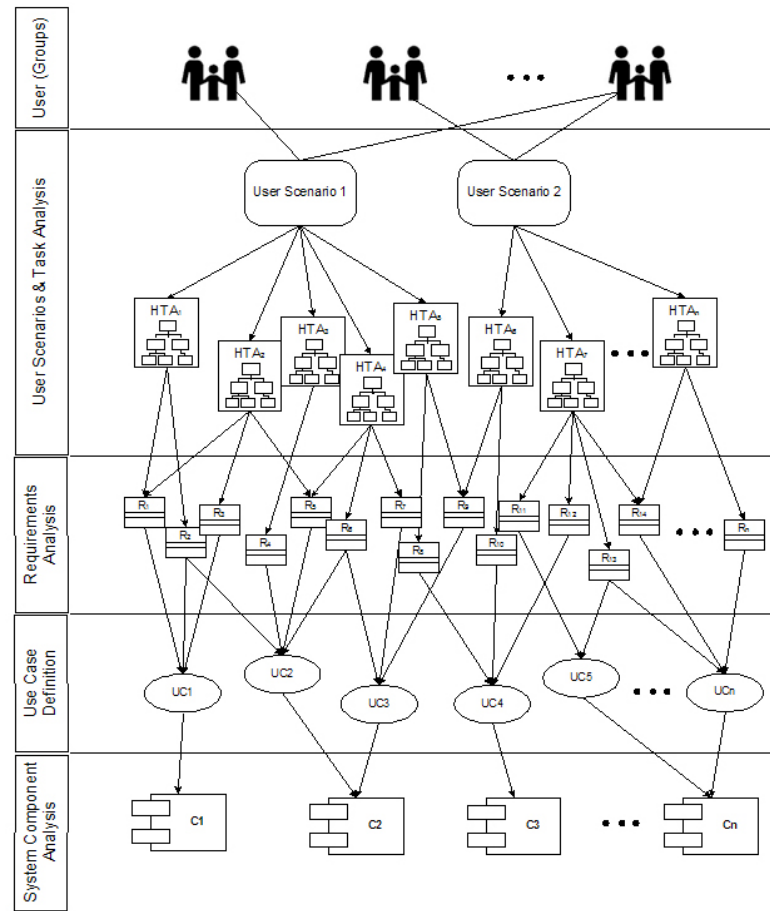 User (Groups)
User Scenarios & Task Analysis
User Scenario 1
User Scenario 2
HTA₁
HTA₂
HTA₃
HTA₄
HTA₅
HTA₆
HTA₇
HTAₙ
Requirements
Analysis
R₁
R₂
R₃
R₄
R₅
R₆
R₇
R₈
R₉
R₁₀
R₁₁
R₁₂
R₁₃
R₁₄
Rₙ
Use Case
Definition
UC1
UC2
UC3
UC4
UC5
UCn
System Component
Analysis
C1
C2
C3
Cn